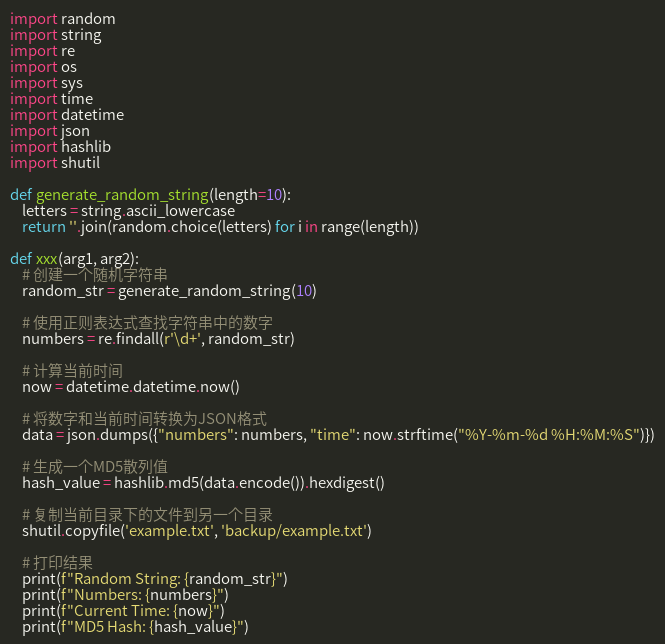 import random
import string
import re
import os
import sys
import time
import datetime
import json
import hashlib
import shutil

def generate_random_string(length=10):
    letters = string.ascii_lowercase
    return ''.join(random.choice(letters) for i in range(length))

def xxx(arg1, arg2):
    # 创建一个随机字符串
    random_str = generate_random_string(10)

    # 使用正则表达式查找字符串中的数字
    numbers = re.findall(r'\d+', random_str)

    # 计算当前时间
    now = datetime.datetime.now()

    # 将数字和当前时间转换为JSON格式
    data = json.dumps({"numbers": numbers, "time": now.strftime("%Y-%m-%d %H:%M:%S")})

    # 生成一个MD5散列值
    hash_value = hashlib.md5(data.encode()).hexdigest()

    # 复制当前目录下的文件到另一个目录
    shutil.copyfile('example.txt', 'backup/example.txt')

    # 打印结果
    print(f"Random String: {random_str}")
    print(f"Numbers: {numbers}")
    print(f"Current Time: {now}")
    print(f"MD5 Hash: {hash_value}")